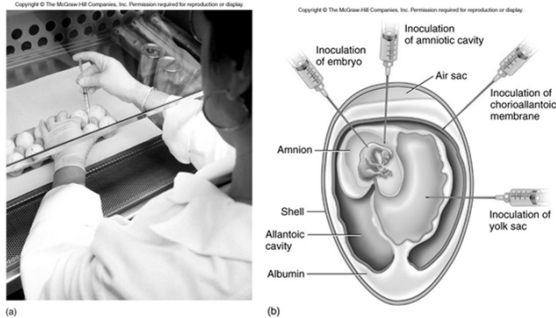 Copyright © The McGraw-Hill Companies, Inc. Permission required for reproduction or display.
(a)
Copyright © The McGraw-Hill Companies, Inc. Permission required for reproduction or display.
Inoculation
of embryo
Inoculation
of amniotic cavity
Air sac
Inoculation of
chorioallantoic
membrane
Amnion
Shell
Inoculation of
yolk sac
Allantoic
cavity
Albumin
(b)